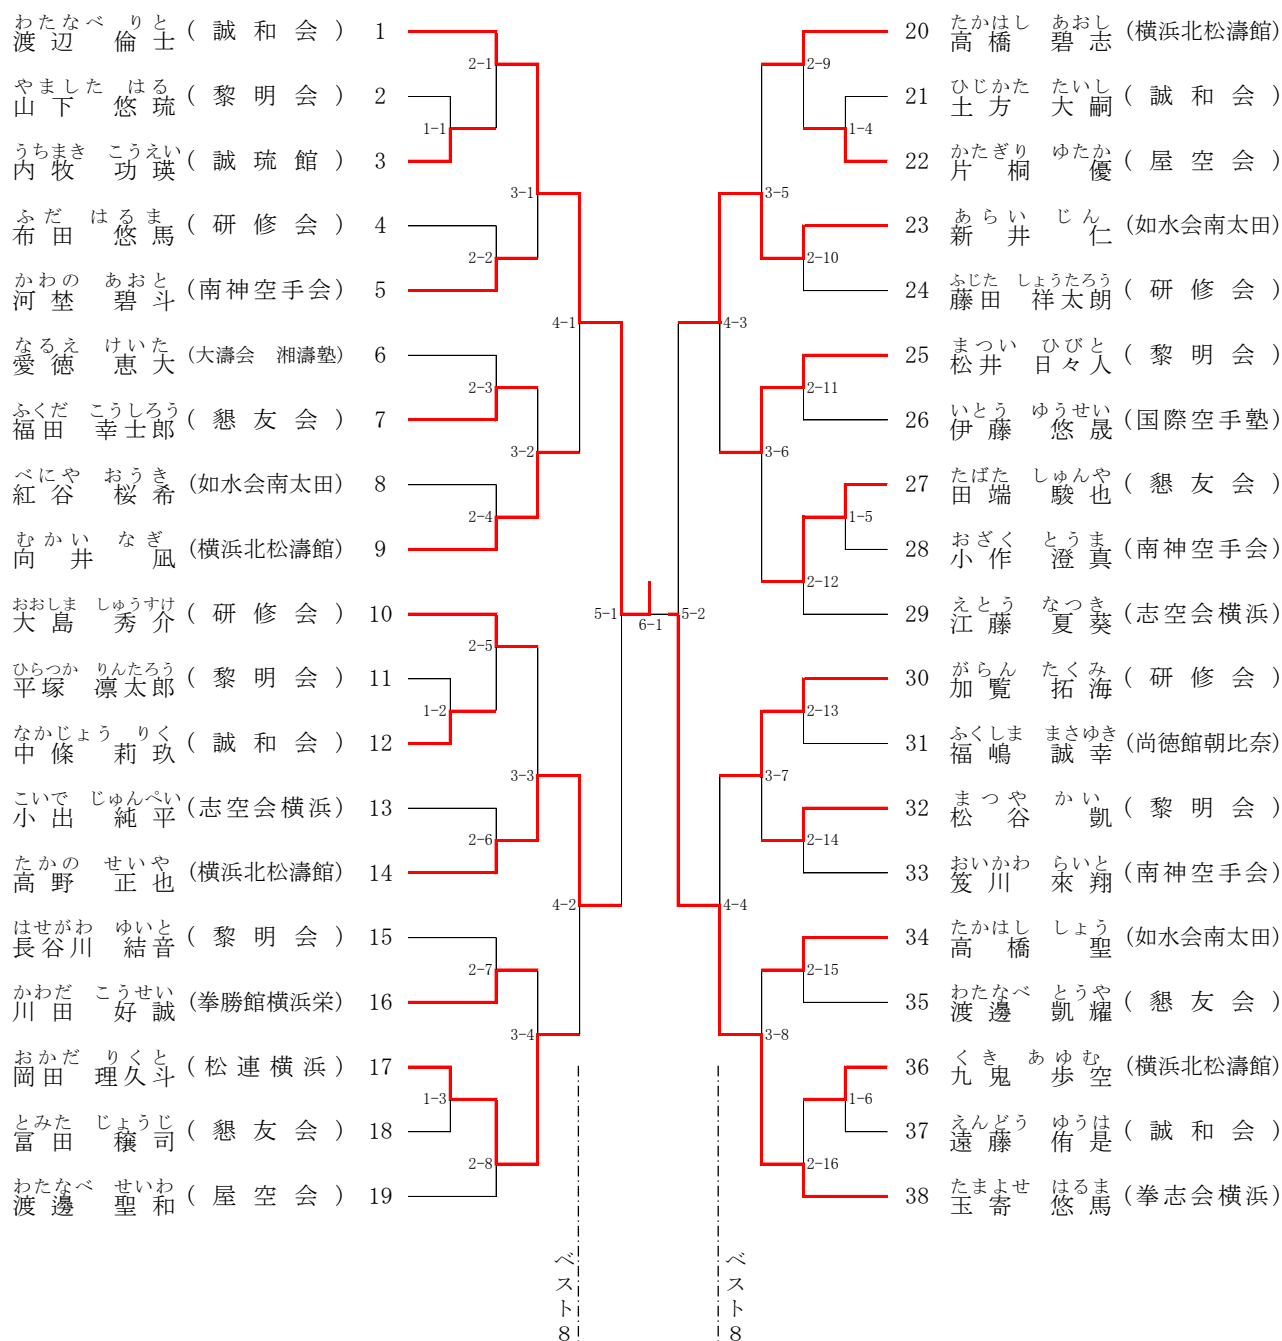 わたなべ りと
渡辺 倫士 (誠和会) 1
やました はる
山下 悠琉 (黎明会) 2
うちまき こうえい
内牧 功瑛 (誠琉館) 3
ふだ はるま
布田 悠馬 (研修会) 4
かわの あおと
河埜 碧斗 (南神空手会) 5
なるえ けいた
愛徳 恵大 (大濤会 湘濤塾) 6
ふくだ こうしろう
福田 幸士郎 (懇友会) 7
べにや おうき
紅谷 桜希 (如水会南太田) 8
むかい なぎ
向井 凪 (横浜北松濤館) 9
おおしま しゅうすけ
大島 秀介 (研修会) 10
ひらつか りんたろう
平塚 凛太郎 (黎明会) 11
なかじょう りく
中條 莉玖 (誠和会) 12
こいで じゅんぺい
小出 純平 (志空会横浜) 13
たかの せいや
高野 正也 (横浜北松濤館) 14
はせがわ ゆいと
長谷川 結音 (黎明会) 15
かわだ こうせい
川田 好誠 (拳勝館横浜栄) 16
おかだ りくと
岡田 理久斗 (松連横浜) 17
とみた じょうじ
冨田 穣司 (懇友会) 18
わたなべ せいわ
渡邊 聖和 (屋空会) 19
2-1
1-1
3-1
2-2
4-1
2-3
3-2
2-4
5-1
2-5
1-2
3-3
2-6
4-2
2-7
3-4
1-3
2-8
6-1
5-2
2-9
1-4
3-5
2-10
4-3
2-11
3-6
1-5
2-12
2-13
3-7
2-14
4-4
2-15
3-8
1-6
2-16
たかはし あおし
20 高橋 碧志 (横浜北松濤館)
ひじかた たいし
21 土方 大嗣 (誠和会)
かたぎり ゆたか
22 片桐 優 (屋空会)
あらい じん
23 新井 仁 (如水会南太田)
ふじた しょうたろう
24 藤田 祥太朗 (研修会)
まつい ひびと
25 松井 日々人 (黎明会)
いとう ゆうせい
26 伊藤 悠晟 (国際空手塾)
たばた しゅんや
27 田端 駿也 (懇友会)
おざく とうま
28 小作 澄真 (南神空手会)
えとう なつき
29 江藤 夏葵 (志空会横浜)
がらん たくみ
30 加覧 拓海 (研修会)
ふくしま まさゆき
31 福嶋 誠幸 (尚徳館朝比奈)
まつや かい
32 松谷 凱 (黎明会)
おいかわ らいと
33 笈川 來翔 (南神空手会)
たかはし しょう
34 高橋 聖 (如水会南太田)
わたなべ とうや
35 渡邊 凱耀 (懇友会)
くき あゆむ
36 九鬼 歩空 (横浜北松濤館)
えんどう ゆうは
37 遠藤 侑是 (誠和会)
たまよせ はるま
38 玉寄 悠馬 (拳志会横浜)
ベスト8
ベスト8